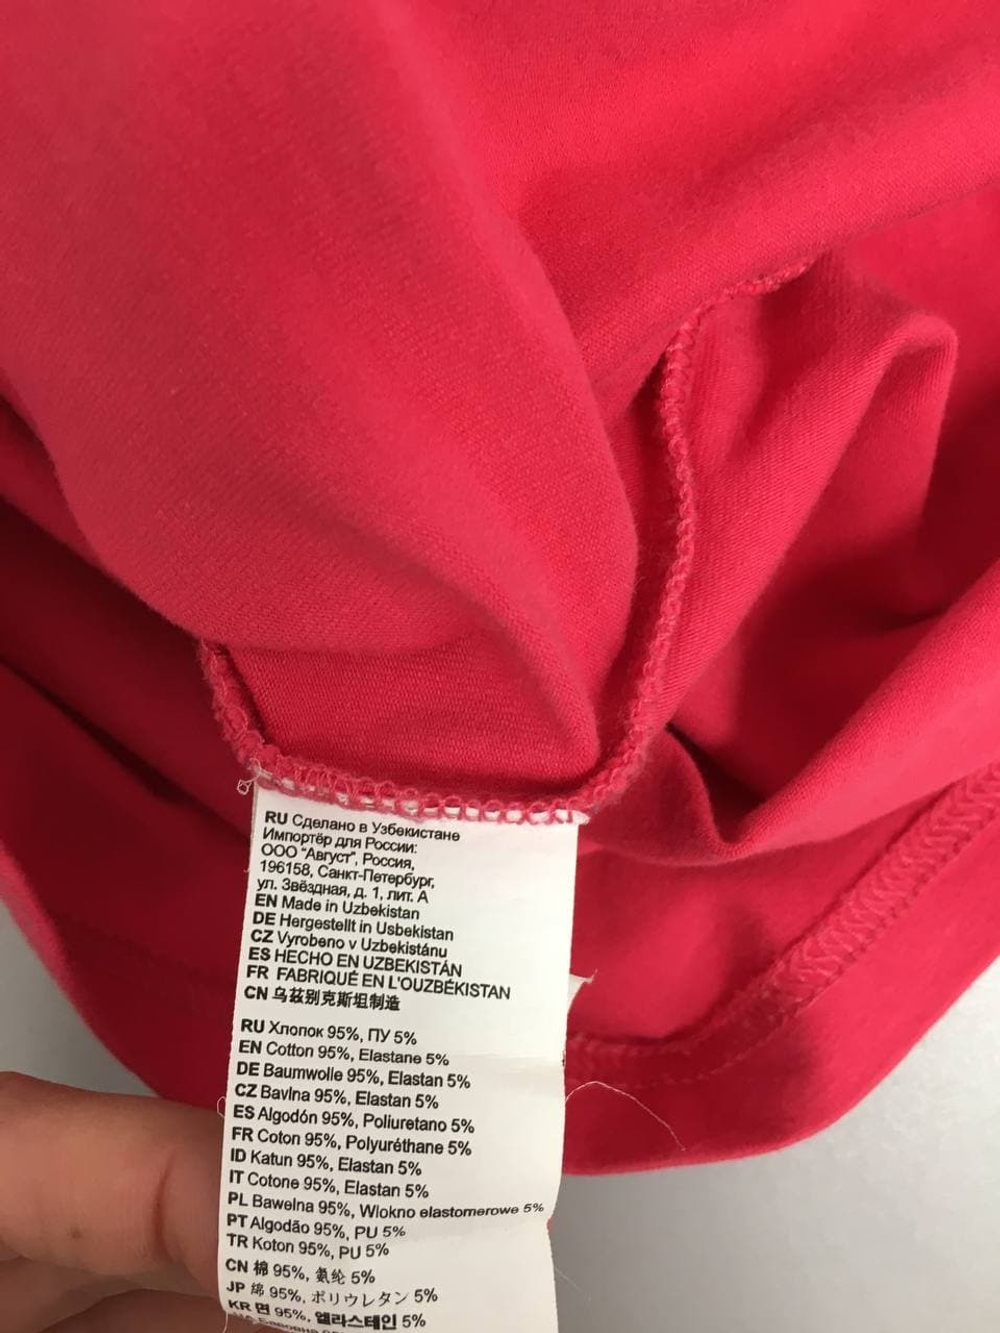 RU Сделано в Узбекистане
Импортёр для России:
ООО "Август", Россия,
196158, Санкт-Петербург,
ул. Звёздная, д. 1, лит. А
EN Made in Uzbekistan
DE Hergestellt in Usbekistan
CZ Vyrobeno v Uzbekistánu
ES HECHO EN UZBEKISTÁN
FR FABRIQUÉ EN L'OUZBÉKISTAN
CN 乌兹别克斯坦制造
RU Хлопок 95%, ПУ 5%
EN Cotton 95%, Elastane 5%
DE Baumwolle 95%, Elastan 5%
CZ Bavlna 95%, Elastan 5%
ES Algodón 95%, Poliuretano 5%
FR Coton 95%, Polyuréthane 5%
ID Katun 95%, Elastan 5%
IT Cotone 95%, Elastan 5%
PL Bawełna 95%, Wlokno elastomerowe 5%
PT Algodão 95%, PU 5%
TR Koton 95%, PU 5%
CN 棉 95%, 氨纶 5%
JP 綿 95%, ポリウレタン 5%
KR 면 95%, 엘라스테인 5%